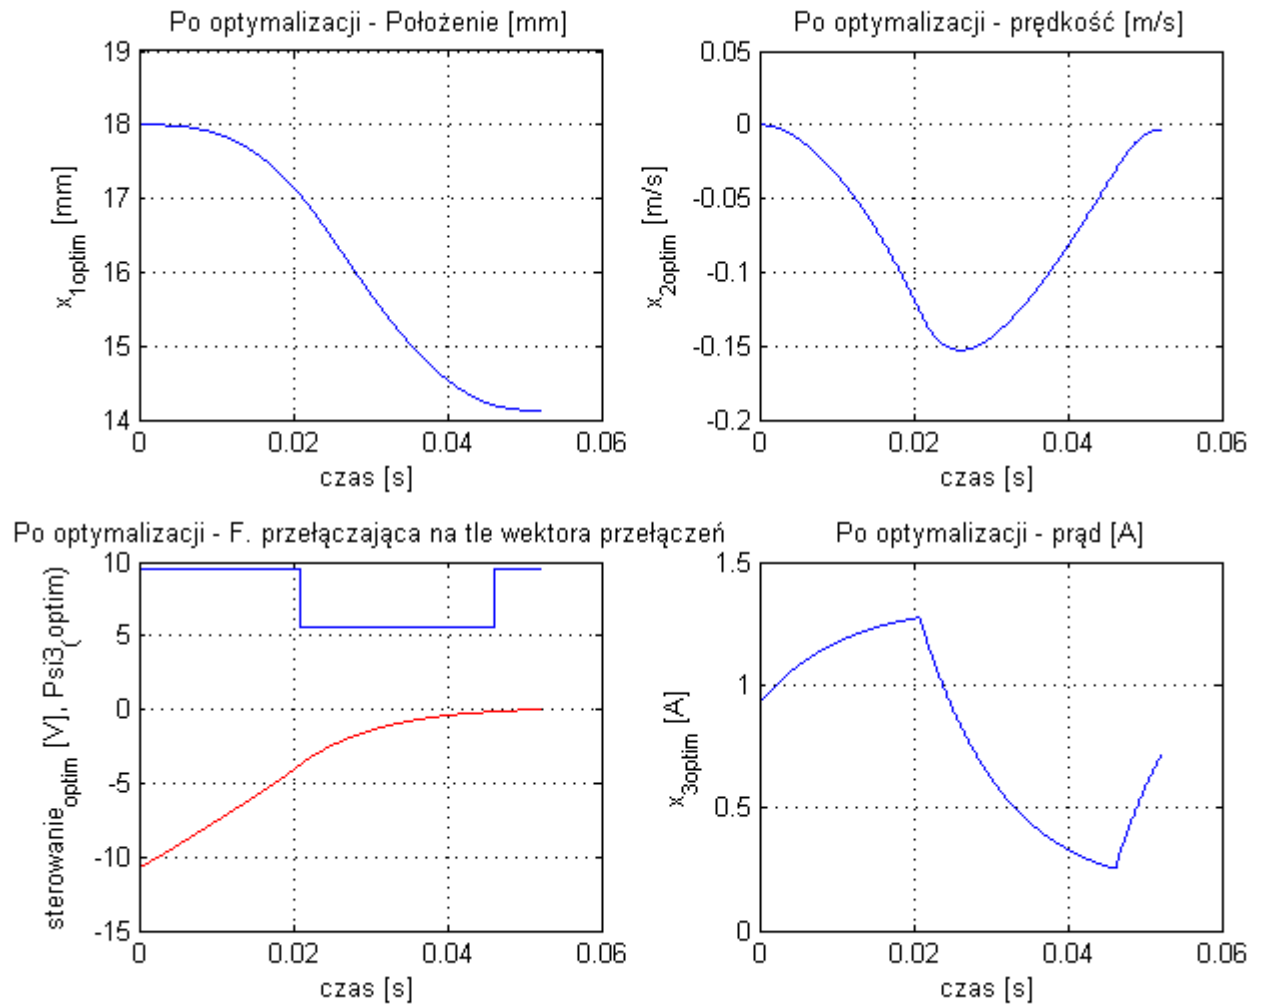 Po optymalizacji - Położenie [mm]
19
18
17
16
15
14
x1optim [mm]
0 0.02 0.04 0.06
czas [s]
Po optymalizacji - prędkość [m/s]
0.05
0
-0.05
-0.1
-0.15
-0.2
x2optim [m/s]
0 0.02 0.04 0.06
czas [s]
Po optymalizacji - F. przełączająca na tle wektora przełączeń
10
5
0
-5
-10
-15
sterowanieoptim [V], Psi3(optim)
0 0.02 0.04 0.06
czas [s]
Po optymalizacji - prąd [A]
1.5
1
0.5
0
x3optim [A]
0 0.02 0.04 0.06
czas [s]